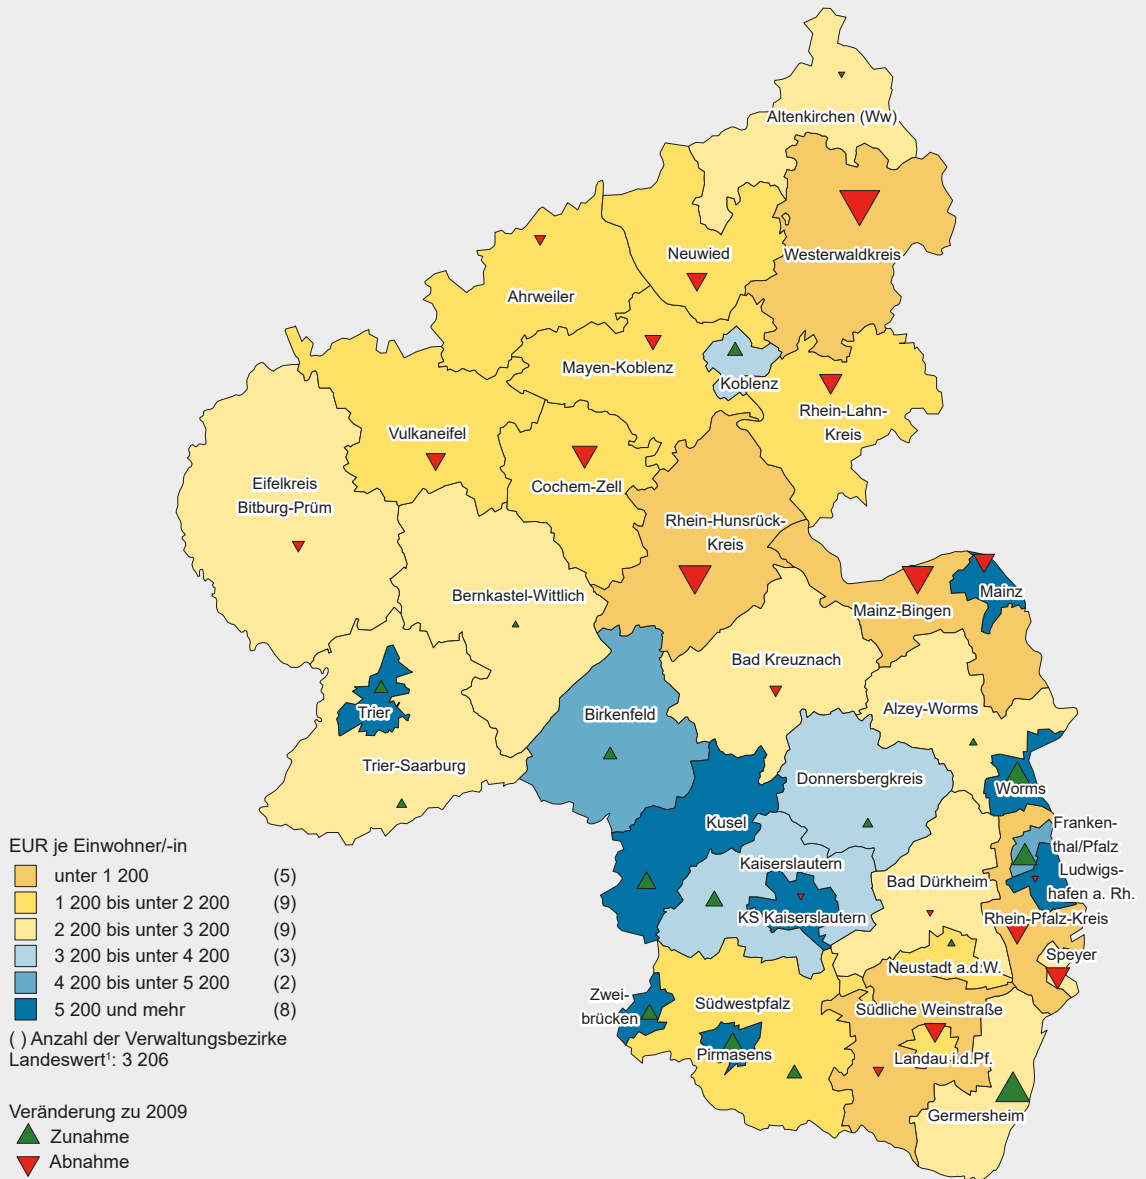 Altenkirchen (Ww)
Neuwied
Westerwaldkreis
Ahrweiler
Mayen-Koblenz
Koblenz
Rhein-Lahn-
Kreis
Vulkaneifel
Cochem-Zell
Eifelkreis
Bitburg-Prüm
Rhein-Hunsrück-
Kreis
Bernkastel-Wittlich
Mainz-Bingen
Mainz
Bad Kreuznach
Alzey-Worms
Trier
Birkenfeld
Trier-Saarburg
Donnersbergkreis
Worms
Kusel
Franken-
thal/Pfalz
Ludwigs-
hafen a. Rh.
Kaiserslautern
Bad Dürkheim
KS Kaiserslautern
Rhein-Pfalz-Kreis
Speyer
Neustadt a.d.W.
Zwei-
brücken
Südwestpfalz
Südliche Weinstraße
Pirmasens
Landau i.d.Pf.
Germersheim
EUR je Einwohner/-in
unter 1 200 (5)
1 200 bis unter 2 200 (9)
2 200 bis unter 3 200 (9)
3 200 bis unter 4 200 (3)
4 200 bis unter 5 200 (2)
5 200 und mehr (8)
( ) Anzahl der Verwaltungsbezirke
Landeswert¹: 3 206
Veränderung zu 2009
Zunahme
Abnahme